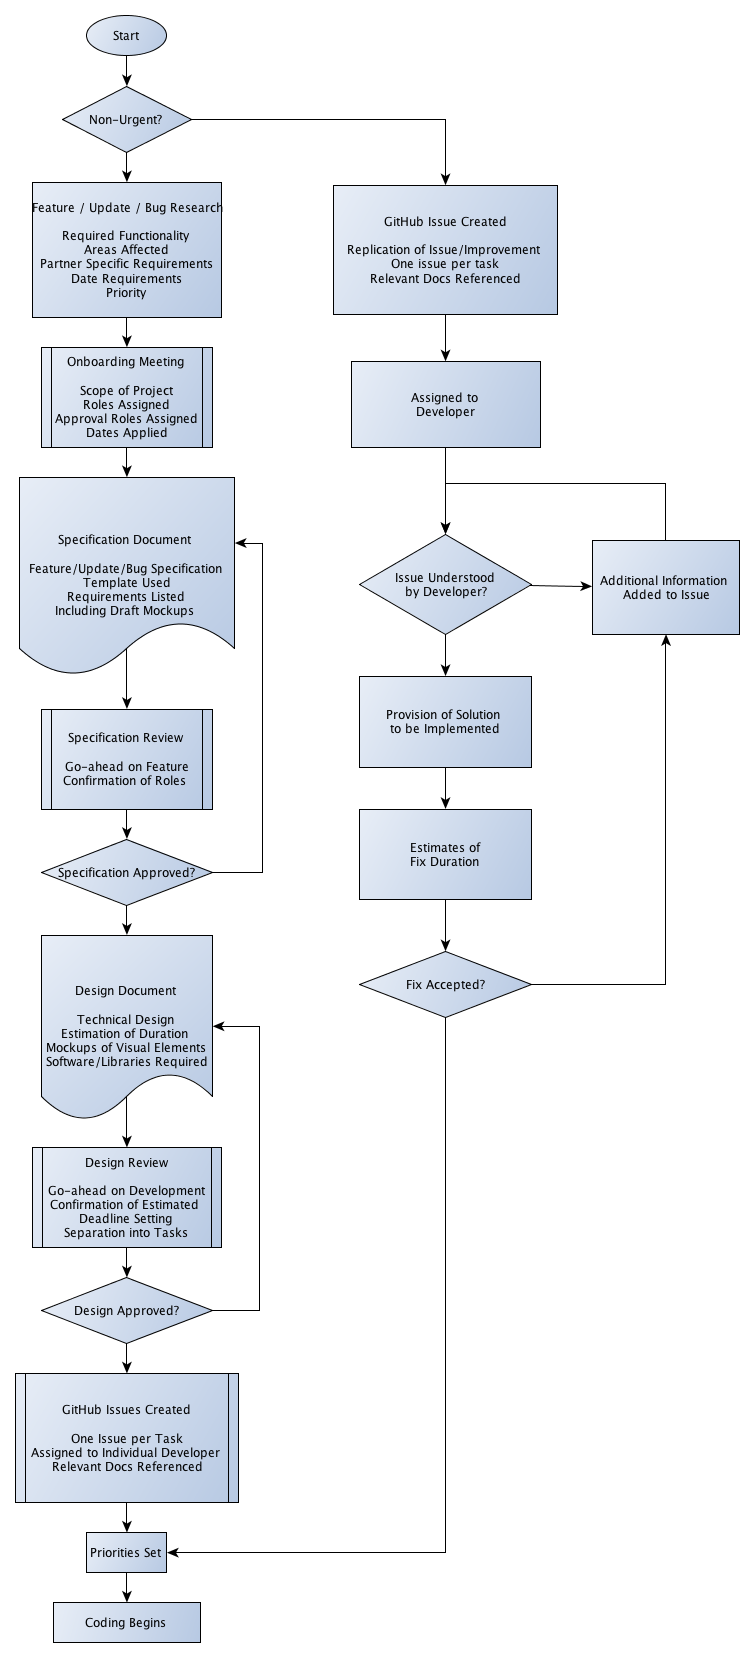 Start
Non-Urgent?
Feature / Update / Bug Research
Required Functionality
Areas Affected
Partner Specific Requirements
Date Requirements
Priority
Onboarding Meeting
Scope of Project
Roles Assigned
Approval Roles Assigned
Dates Applied
Specification Document
Feature/Update/Bug Specification
Template Used
Requirements Listed
Including Draft Mockups
Specification Review
Go-ahead on Feature
Confirmation of Roles
Specification Approved?
Design Document
Technical Design
Estimation of Duration
Mockups of Visual Elements
Software/Libraries Required
Design Review
Go-ahead on Development
Confirmation of Estimated
Deadline Setting
Separation into Tasks
Design Approved?
GitHub Issues Created
One Issue per Task
Assigned to Individual Developer
Relevant Docs Referenced
Priorities Set
Coding Begins
GitHub Issue Created
Replication of Issue/Improvement
One issue per task
Relevant Docs Referenced
Assigned to
Developer
Issue Understood
by Developer?
Additional Information
Added to Issue
Provision of Solution
to be Implemented
Estimates of
Fix Duration
Fix Accepted?